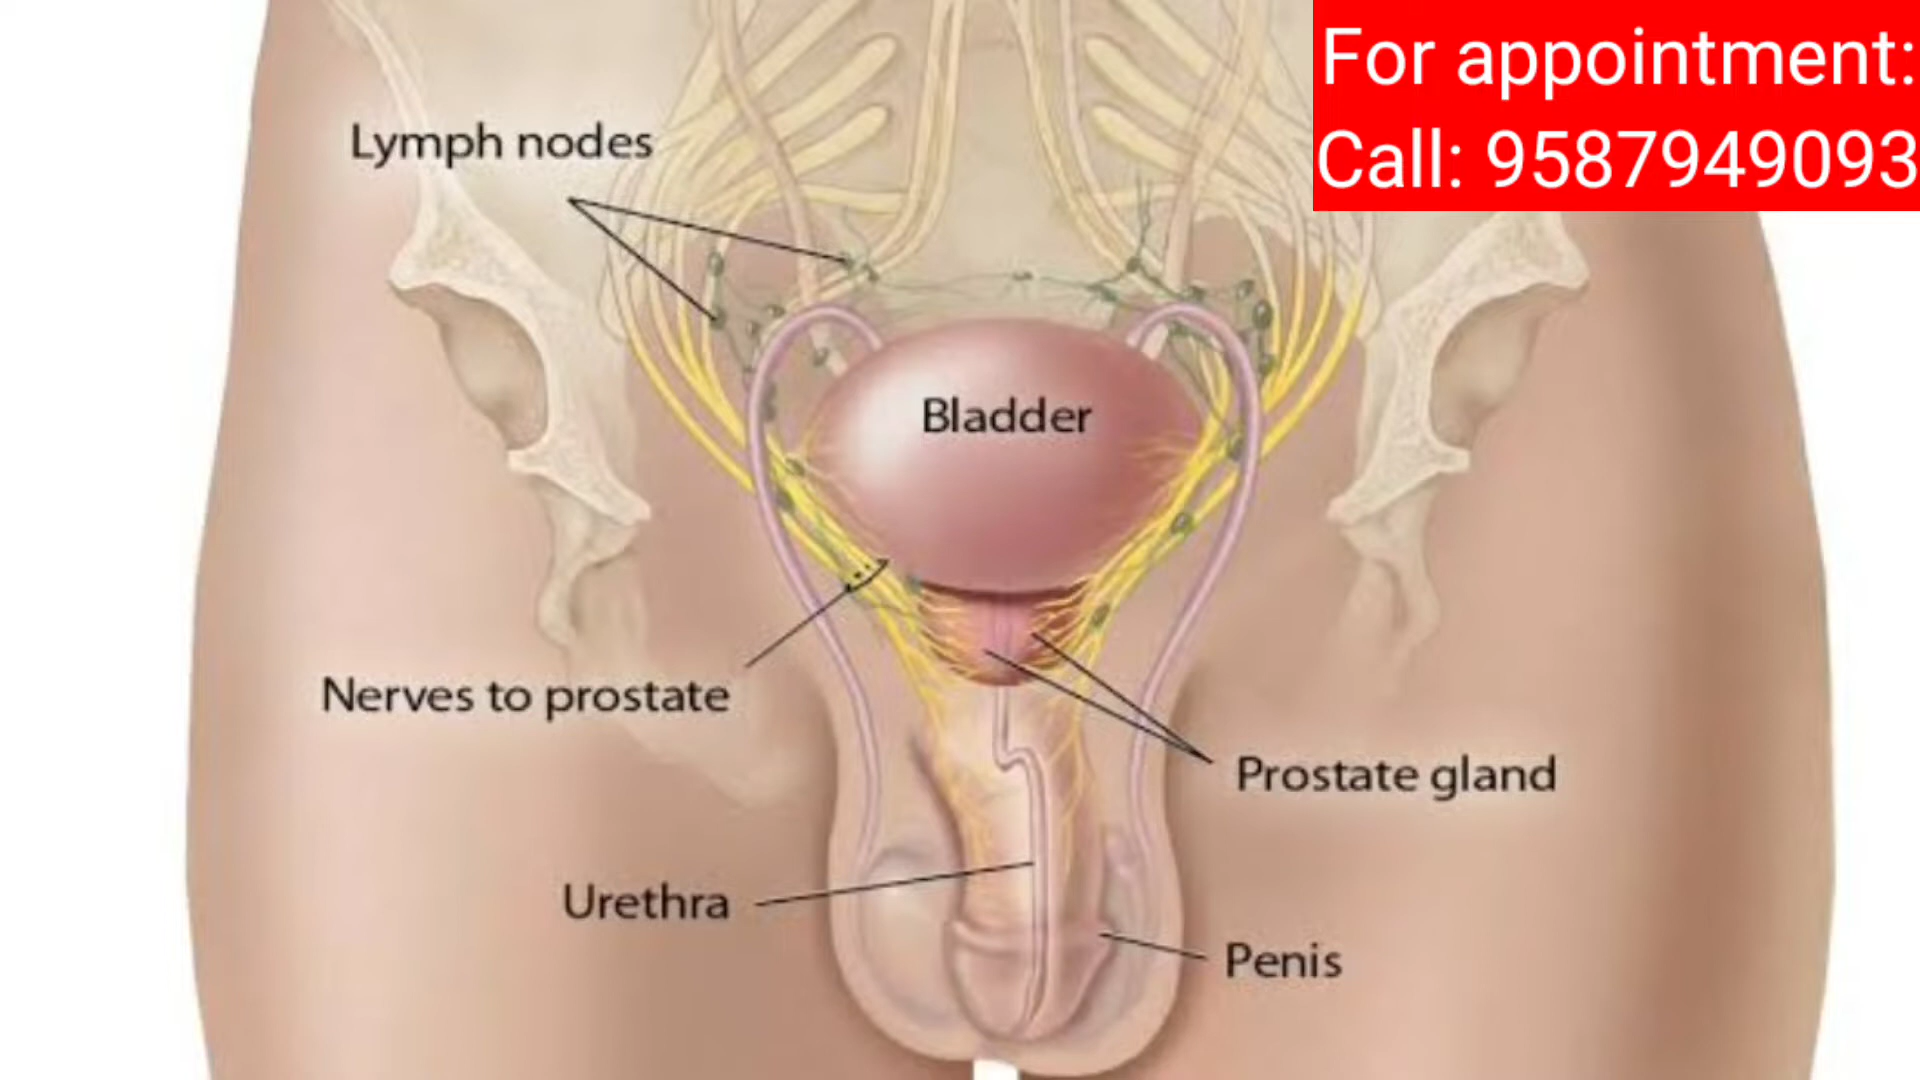 For appointment:
Call: 9587949093
Lymph nodes
Bladder
Nerves to prostate
Prostate gland
Urethra
Penis